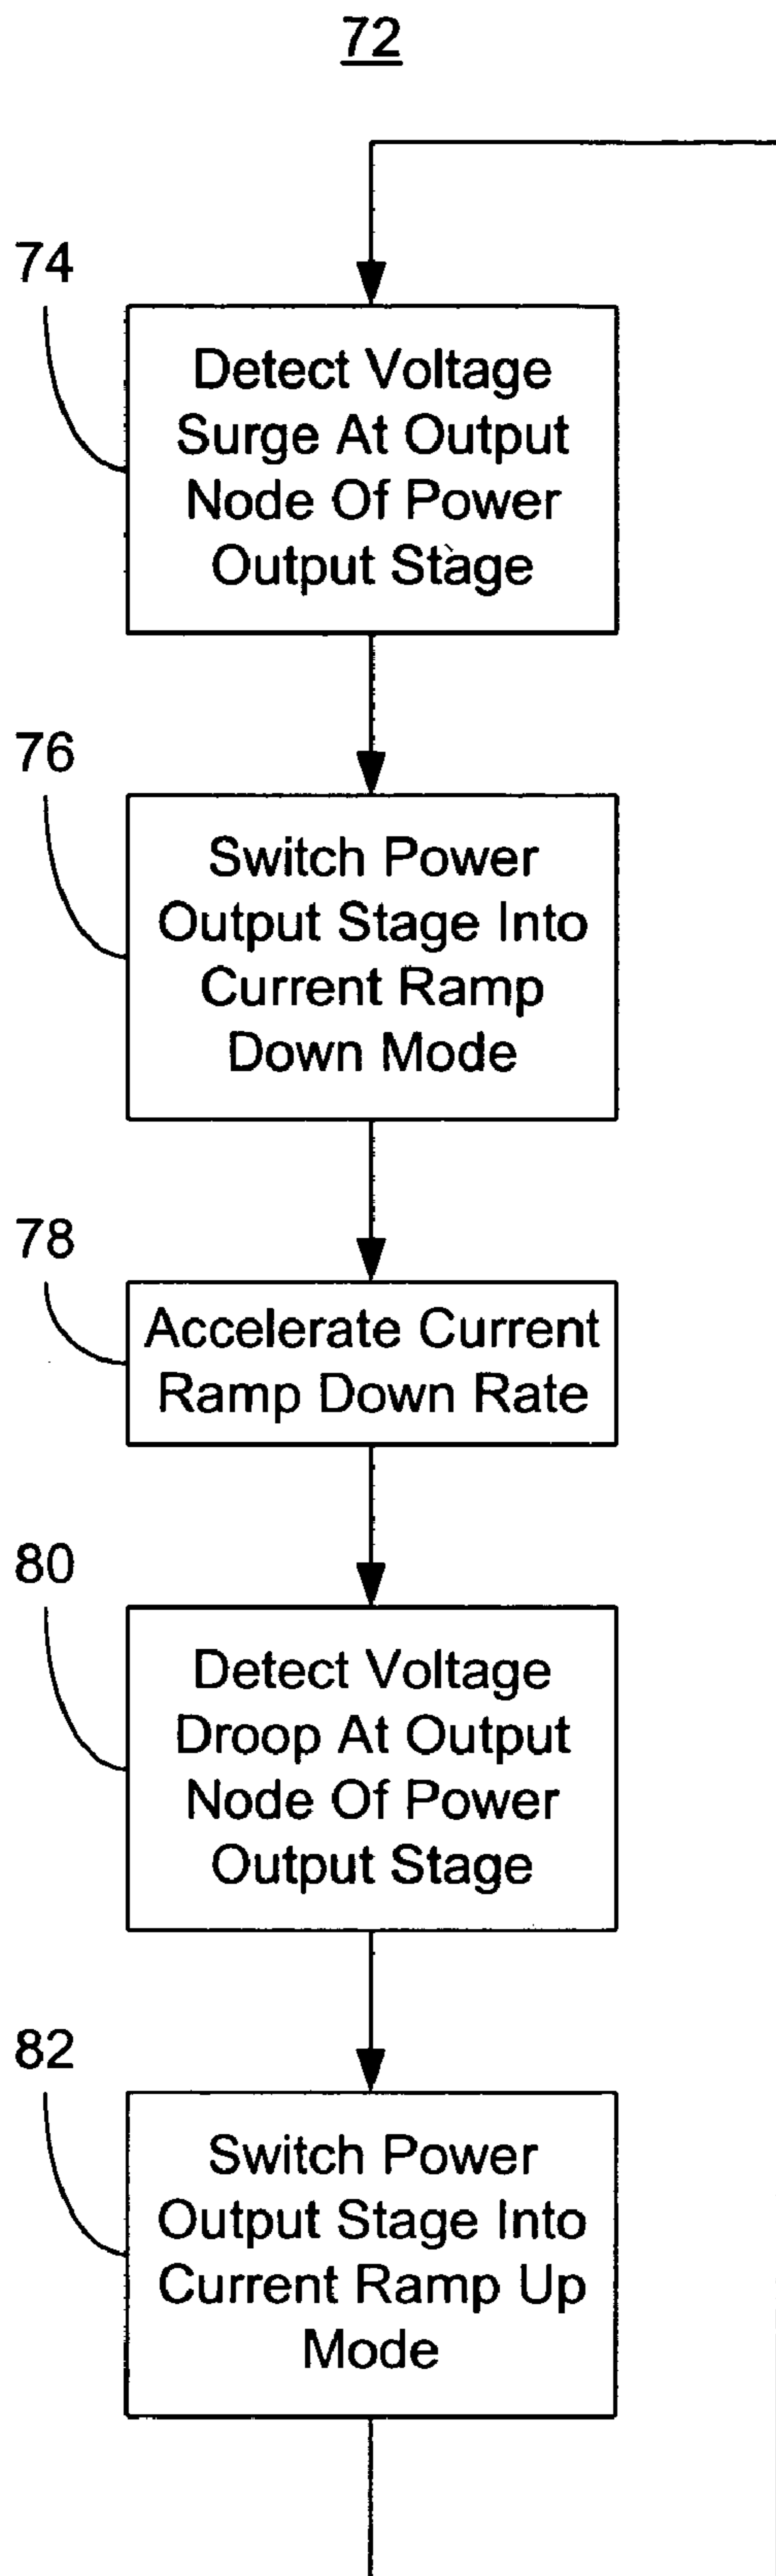 72
74
Detect Voltage
Surge At Output
Node Of Power
Output Stage
76
Switch Power
Output Stage Into
Current Ramp
Down Mode
78
Accelerate Current
Ramp Down Rate
80
Detect Voltage
Droop At Output
Node Of Power
Output Stage
82
Switch Power
Output Stage Into
Current Ramp Up
Mode